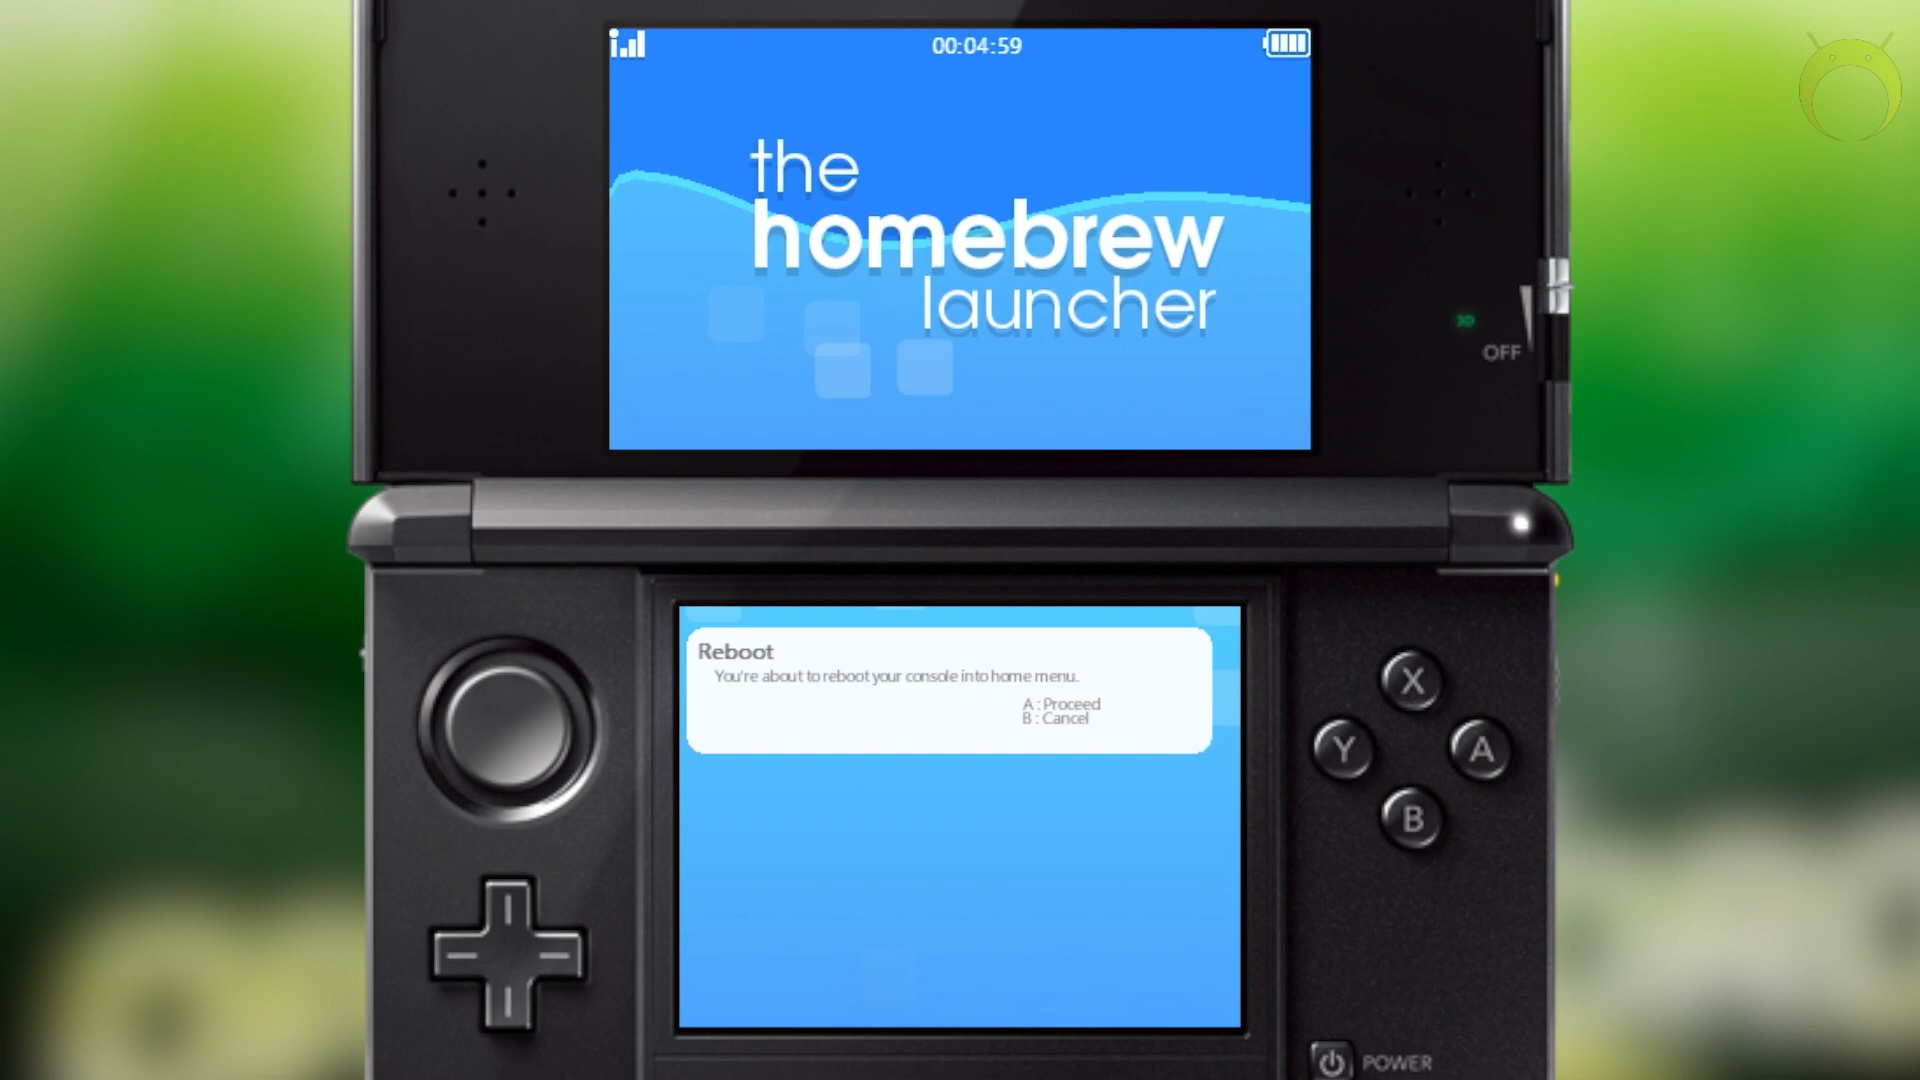 00:04:59
the
homebrew
launcher
3D
OFF
Reboot
You're about to reboot your console into home menu.
A : Proceed
B : Cancel
X
Y
A
B
POWER